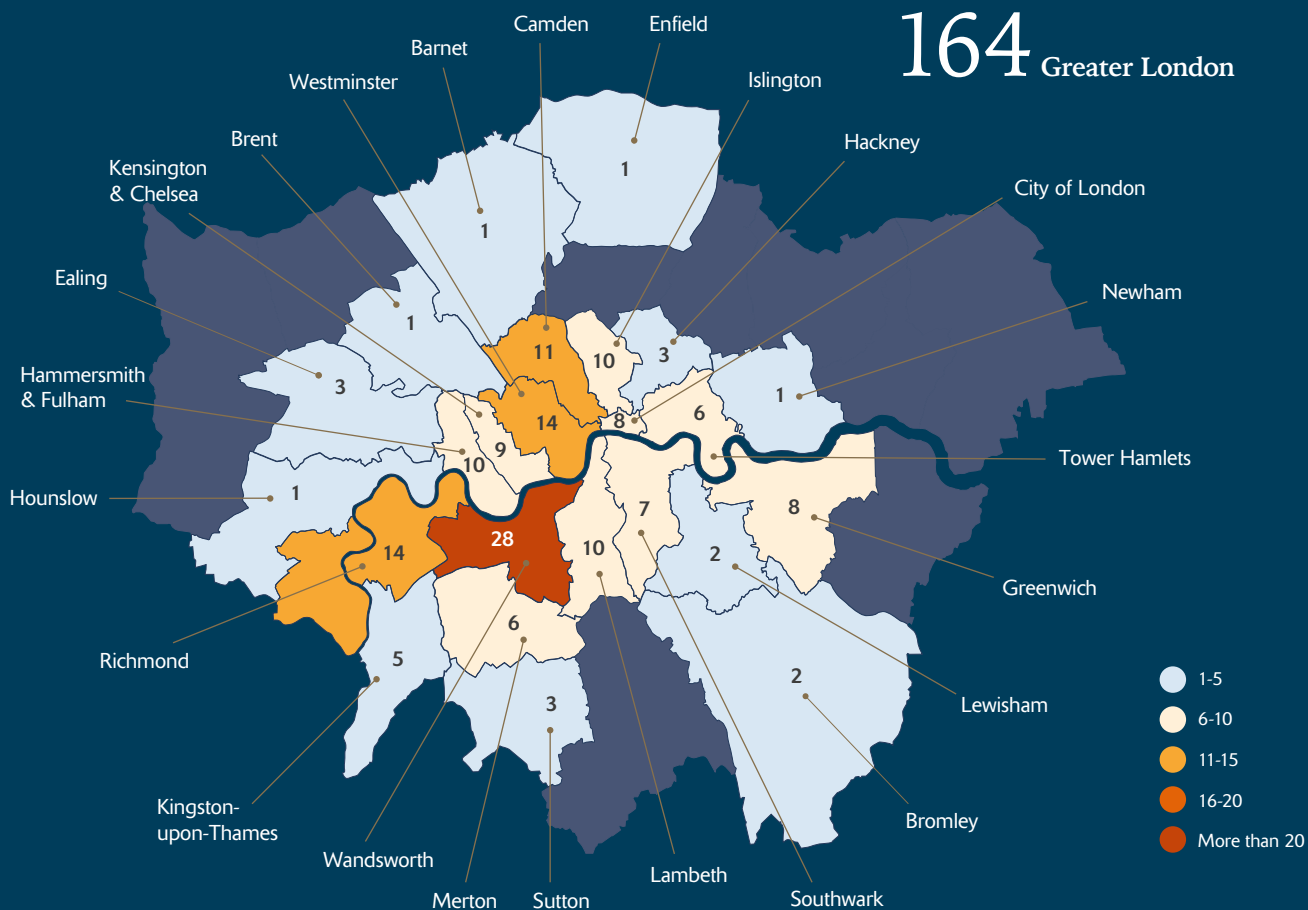 164 Greater London
Camden
Enfield
Barnet
Westminster
Islington
Brent
Hackney
Kensington
& Chelsea
City of London
Ealing
Newham
Hammersmith
& Fulham
Tower Hamlets
Hounslow
Greenwich
Richmond
Lewisham
Kingston-
upon-Thames
Bromley
Wandsworth
Lambeth
Merton
Sutton
Southwark
1
1
1
3
11
10
3
1
14
8
6
9
10
1
7
8
28
14
10
2
6
5
2
3
1-5
6-10
11-15
16-20
More than 20